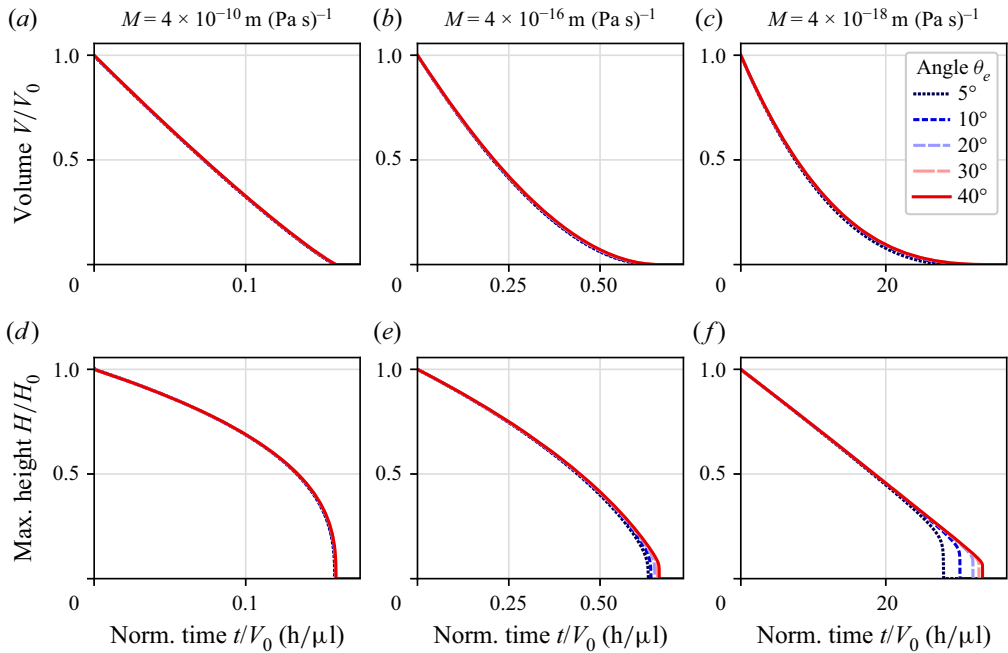 (a) M = 4 × 10⁻¹⁰ m (Pa s)⁻¹
(b) M = 4 × 10⁻¹⁶ m (Pa s)⁻¹
(c) M = 4 × 10⁻¹⁸ m (Pa s)⁻¹
Volume V/V₀
1.0
0.5
0
0.1
1.0
0.5
0
0.25
0.50
1.0
0.5
0
20
Angle θₑ
5°
10°
20°
30°
40°
(d)
(e)
(f)
Max. height H/H₀
1.0
0.5
0
0.1
Norm. time t/V₀ (h/μl)
1.0
0.5
0
0.25
0.50
Norm. time t/V₀ (h/μl)
1.0
0.5
0
20
Norm. time t/V₀ (h/μl)